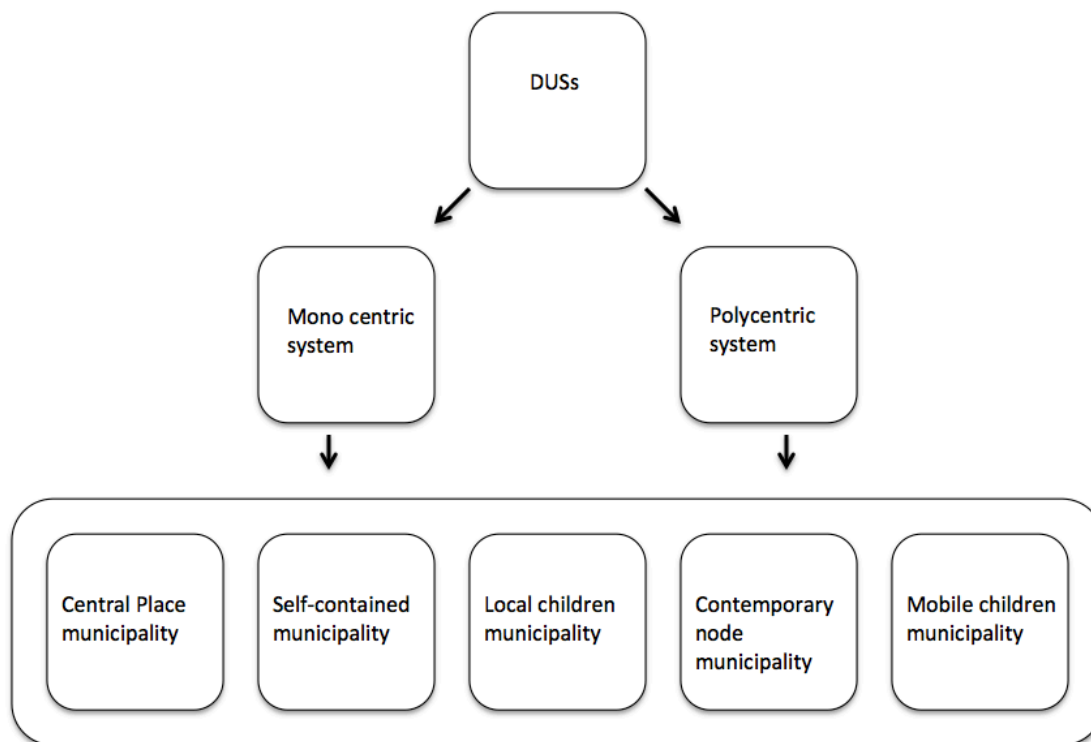 DUSs
Mono centric
system
Polycentric
system
Central Place
municipality
Self-contained
municipality
Local children
municipality
Contemporary
node
municipality
Mobile children
municipality